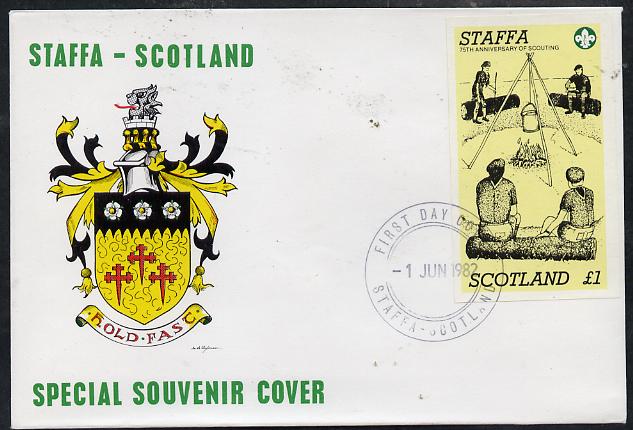 STAFFA - SCOTLAND
STAFFA
75TH ANNIVERSARY OF SCOUTING
HOLD · FAST ·
FIRST DAY CO
- 1 JUN 1982
STAFFA - SCOTLAND
SCOTLAND £1
SPECIAL SOUVENIR COVER